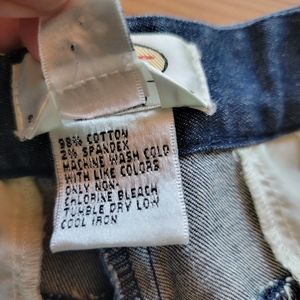 98% COTTON
2% SPANDEX
MACHINE WASH COLD
WITH LIKE COLORS
ONLY NON-
CHLORINE BLEACH
TUMBLE DRY LOW
COOL IRON